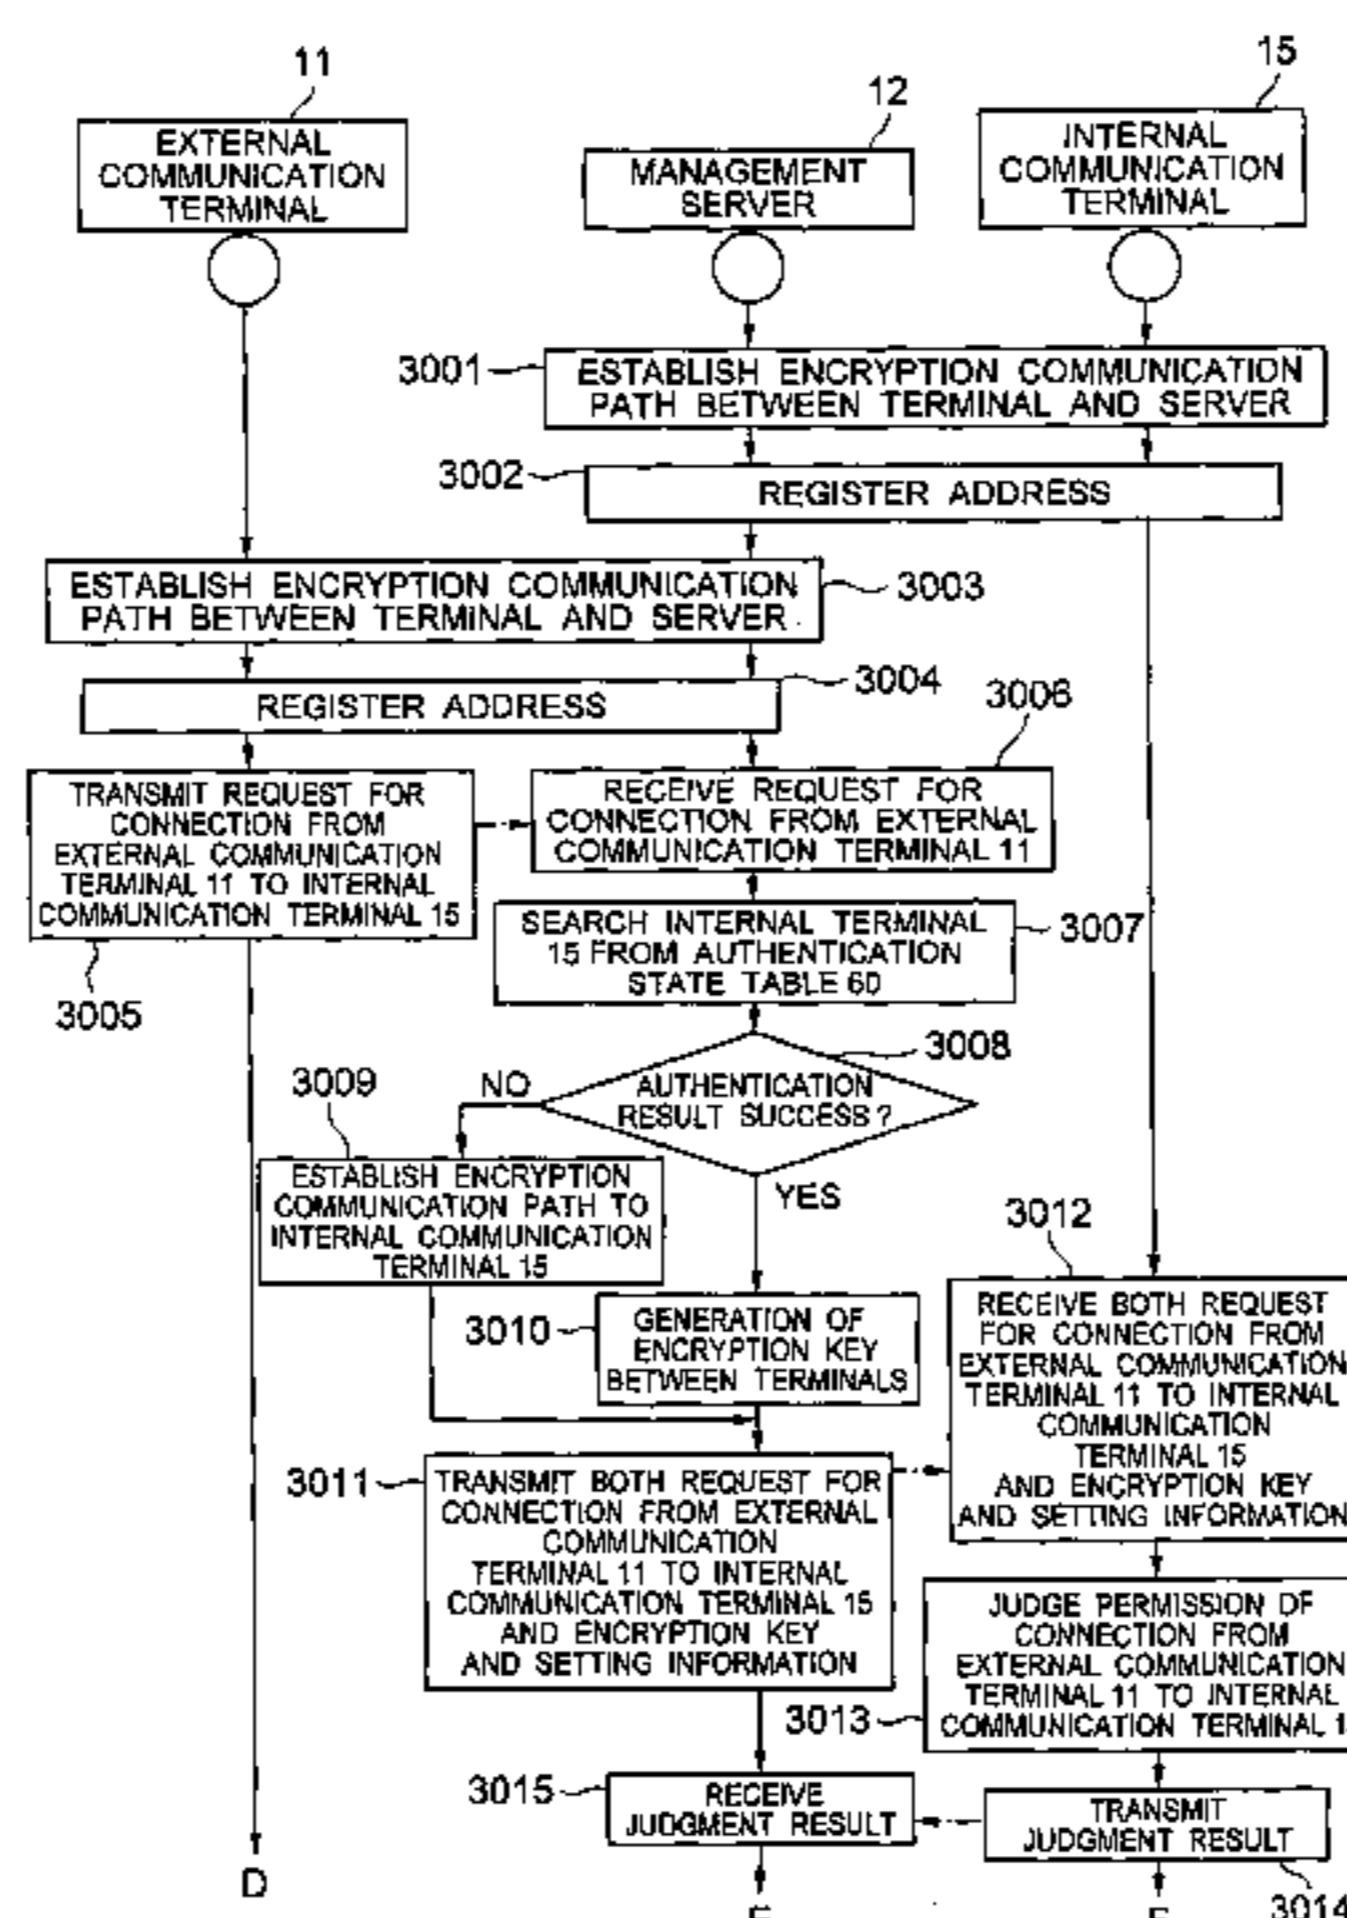 11
EXTERNAL
COMMUNICATION
TERMINAL
12
MANAGEMENT
SERVER
15
INTERNAL
COMMUNICATION
TERMINAL
3001
ESTABLISH ENCRYPTION COMMUNICATION
PATH BETWEEN TERMINAL AND SERVER
3002
REGISTER ADDRESS
ESTABLISH ENCRYPTION COMMUNICATION
PATH BETWEEN TERMINAL AND SERVER
3003
REGISTER ADDRESS
3004
TRANSMIT REQUEST FOR
CONNECTION FROM
EXTERNAL COMMUNICATION
TERMINAL 11 TO INTERNAL
COMMUNICATION TERMINAL 15
3005
3006
RECEIVE REQUEST FOR
CONNECTION FROM EXTERNAL
COMMUNICATION TERMINAL 11
SEARCH INTERNAL TERMINAL
15 FROM AUTHENTICATION
STATE TABLE 60
3007
3008
AUTHENTICATION
RESULT SUCCESS?
NO
YES
3009
ESTABLISH ENCRYPTION
COMMUNICATION PATH TO
INTERNAL COMMUNICATION
TERMINAL 15
3010
GENERATION OF
ENCRYPTION KEY
BETWEEN TERMINALS
3011
TRANSMIT BOTH REQUEST FOR
CONNECTION FROM EXTERNAL
COMMUNICATION
TERMINAL 11 TO INTERNAL
COMMUNICATION TERMINAL 15
AND ENCRYPTION KEY
AND SETTING INFORMATION
3012
RECEIVE BOTH REQUEST
FOR CONNECTION FROM
EXTERNAL COMMUNICATION
TERMINAL 11 TO INTERNAL
COMMUNICATION
TERMINAL 15
AND ENCRYPTION KEY
AND SETTING INFORMATION
3013
JUDGE PERMISSION OF
CONNECTION FROM
EXTERNAL COMMUNICATION
TERMINAL 11 TO INTERNAL
COMMUNICATION TERMINAL
3015
RECEIVE
JUDGMENT RESULT
TRANSMIT
JUDGMENT RESULT
3014
D